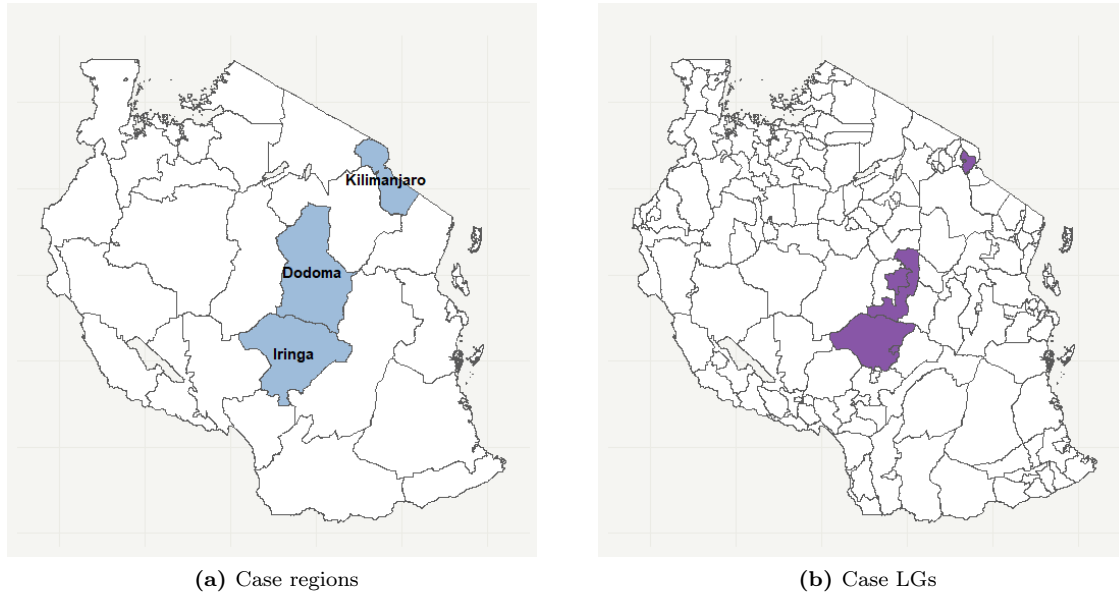 Kilimanjaro
Dodoma
Iringa
(a) Case regions
(b) Case LGs